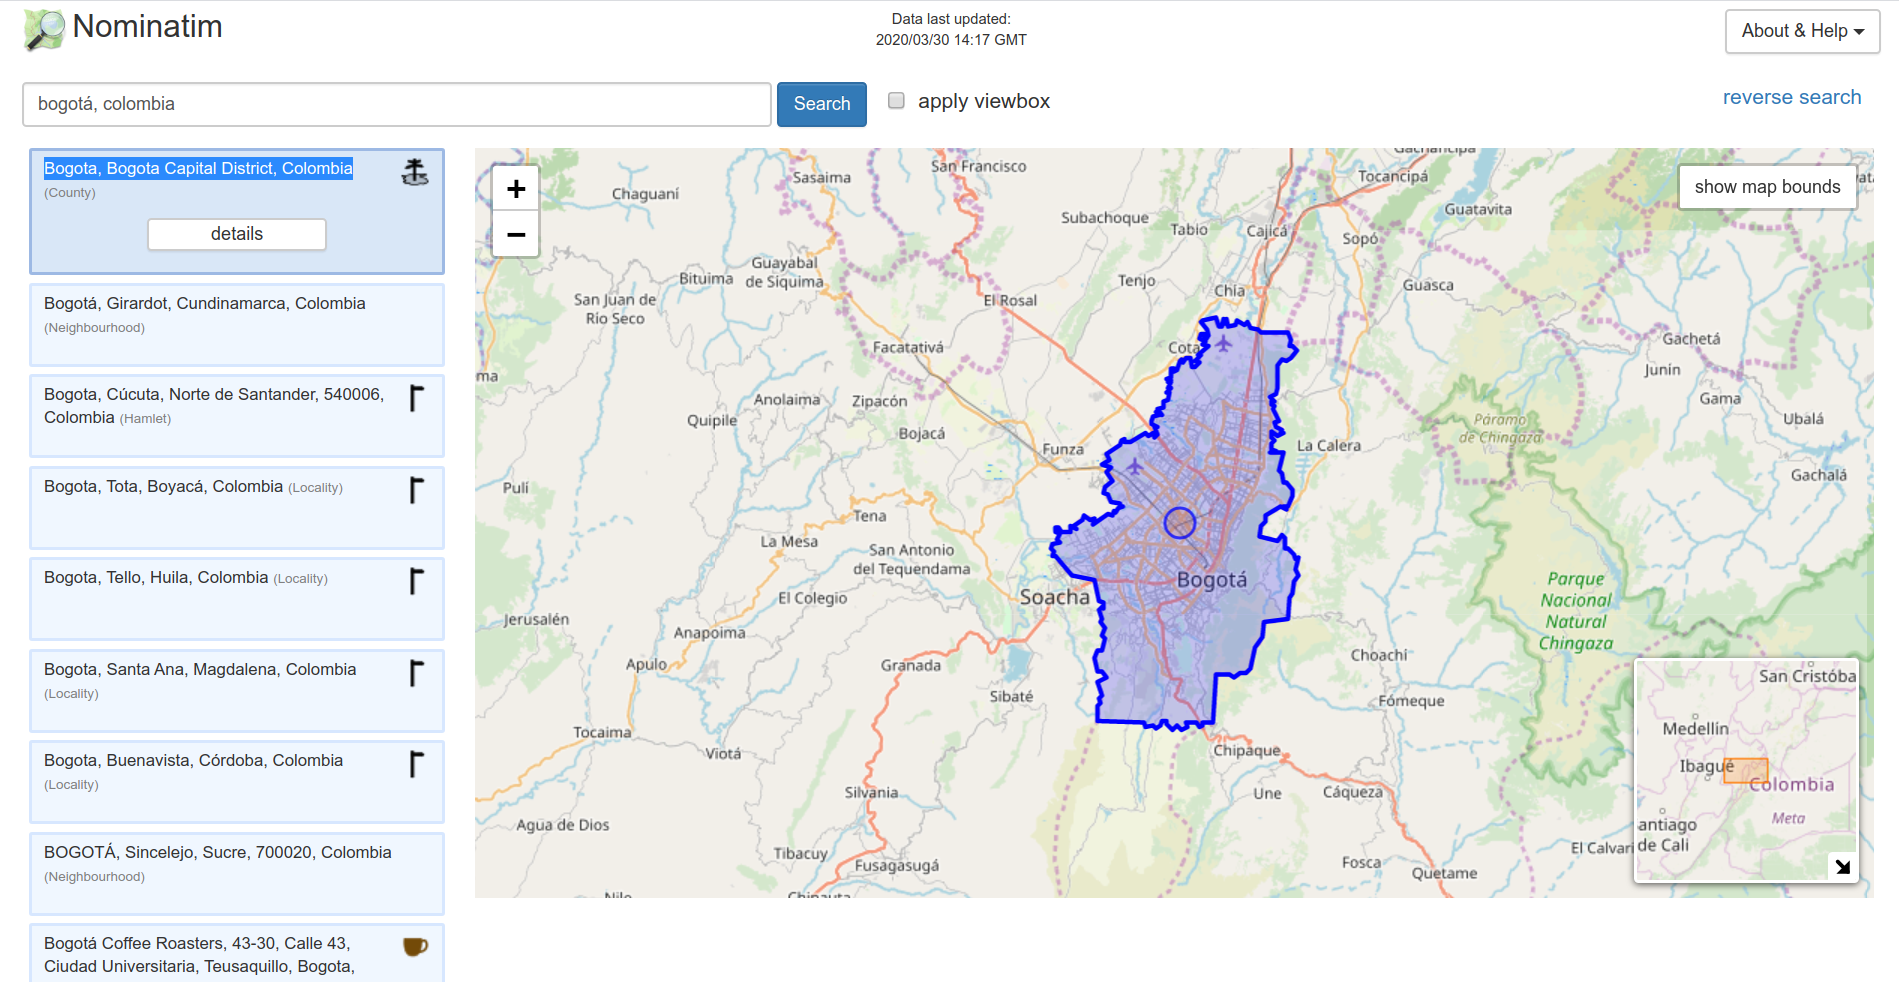 Nominatim
Data last updated:
2020/03/30 14:17 GMT
About & Help
bogotá, colombia
Search
apply viewbox
reverse search
Bogota, Bogota Capital District, Colombia
(County)
details
Bogotá, Girardot, Cundinamarca, Colombia
(Neighbourhood)
Bogota, Cúcuta, Norte de Santander, 540006,
Colombia (Hamlet)
Bogota, Tota, Boyacá, Colombia (Locality)
Bogota, Tello, Huila, Colombia (Locality)
Bogota, Santa Ana, Magdalena, Colombia
(Locality)
Bogota, Buenavista, Córdoba, Colombia
(Locality)
BOGOTÁ, Sincelejo, Sucre, 700020, Colombia
(Neighbourhood)
Bogotá Coffee Roasters, 43-30, Calle 43,
Ciudad Universitaria, Teusaquillo, Bogota,
+
−
show map bounds
Gachancipá
San Francisco
Sasaima
Tocancipá
Chaguaní
Subachoque
Guatavita
Tabio
Cajicá
Sopó
Guayabal
de Siquima
Bituima
Tenjo
Guasca
Chía
San Juan de
Río Seco
El Rosal
Gachetá
Facatativá
Cota
Junín
ma
Anolaima
Zipacón
Gama
Quipile
Páramo
de Chingaza
Ubalá
Bojacá
Funza
La Calera
Gachalá
Pulí
Tena
La Mesa
San Antonio
del Tequendama
Bogotá
Parque
Nacional
Natural
Chingaza
El Colegio
Soacha
Jerusalén
Anapoima
Apulo
Granada
Choachí
Sibaté
Fómeque
Tocaima
Viotá
Chipaque
Silvania
Une
Cáqueza
Agua de Dios
Tibacuy
Fusagasugá
El Calvari
Fosca
Quetame
Nilo
Chinauta
San Cristóba
Medellín
Ibagué
Colombia
Meta
antiago
de Cali